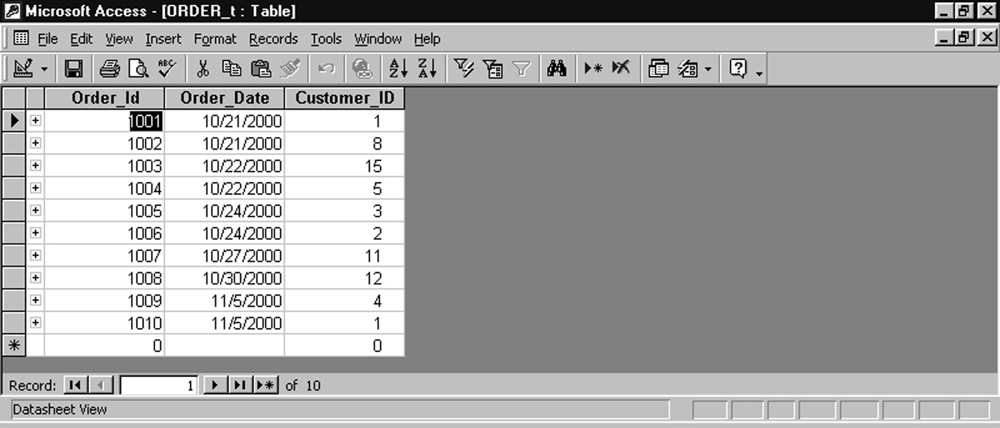 Microsoft Access - [ORDER_t : Table]
File Edit View Insert Format Records Tools Window Help
ABC A Z Z A ?
Order_Id Order_Date Customer_ID
1001 10/21/2000 1
1002 10/21/2000 8
1003 10/22/2000 15
1004 10/22/2000 5
1005 10/24/2000 3
1006 10/24/2000 2
1007 10/27/2000 11
1008 10/30/2000 12
1009 11/5/2000 4
1010 11/5/2000 1
0 0
Record: 1 of 10
Datasheet View